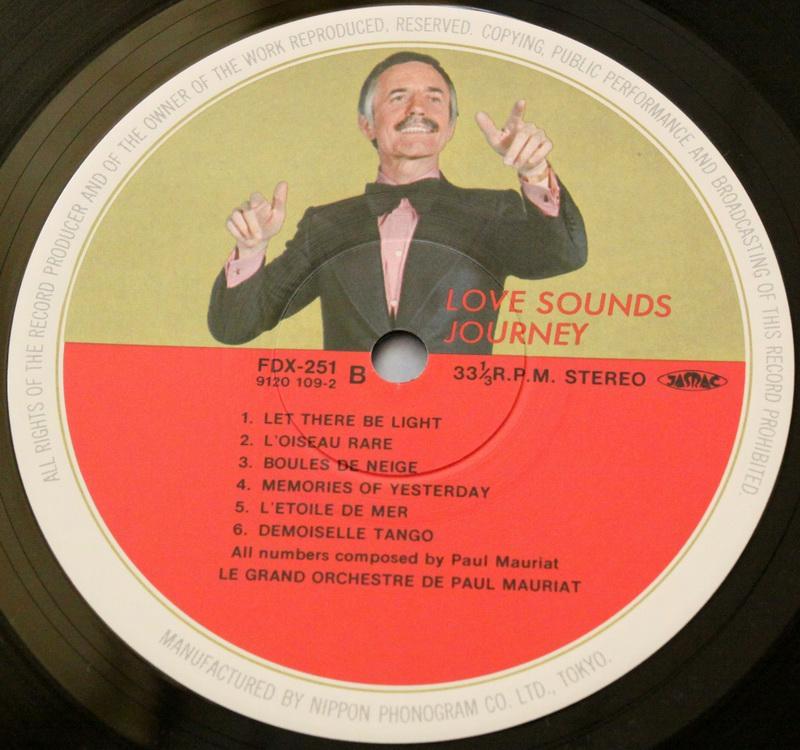 ALL RIGHTS OF THE RECORD PRODUCER AND OF THE OWNER OF THE WORK REPRODUCED, RESERVED. COPYING, PUBLIC PERFORMANCE AND BROADCASTING OF THIS RECORD PROHIBITED.
LOVE SOUNDS
JOURNEY
FDX-251
9120 109-2 B
33⅓R.P.M. STEREO JASRAC
1. LET THERE BE LIGHT
2. L'OISEAU RARE
3. BOULES DE NEIGE
4. MEMORIES OF YESTERDAY
5. L'ETOILE DE MER
6. DEMOISELLE TANGO
All numbers composed by Paul Mauriat
LE GRAND ORCHESTRE DE PAUL MAURIAT
MANUFACTURED BY NIPPON PHONOGRAM CO. LTD., TOKYO.